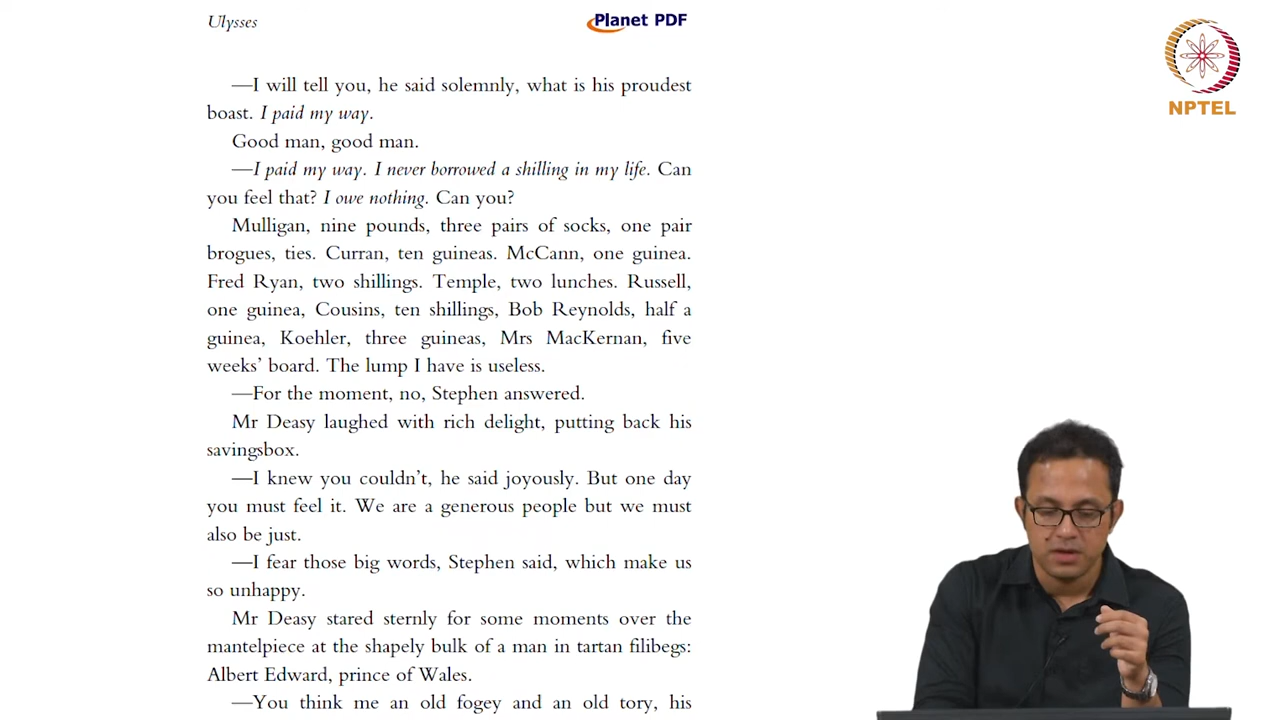 Ulysses
Planet PDF
NPTEL
—I will tell you, he said solemnly, what is his proudest
boast. I paid my way.
Good man, good man.
—I paid my way. I never borrowed a shilling in my life. Can
you feel that? I owe nothing. Can you?
Mulligan, nine pounds, three pairs of socks, one pair
brogues, ties. Curran, ten guineas. McCann, one guinea.
Fred Ryan, two shillings. Temple, two lunches. Russell,
one guinea, Cousins, ten shillings, Bob Reynolds, half a
guinea, Koehler, three guineas, Mrs MacKernan, five
weeks’ board. The lump I have is useless.
—For the moment, no, Stephen answered.
Mr Deasy laughed with rich delight, putting back his
savingsbox.
—I knew you couldn’t, he said joyously. But one day
you must feel it. We are a generous people but we must
also be just.
—I fear those big words, Stephen said, which make us
so unhappy.
Mr Deasy stared sternly for some moments over the
mantelpiece at the shapely bulk of a man in tartan filibegs:
Albert Edward, prince of Wales.
—You think me an old fogey and an old tory, his